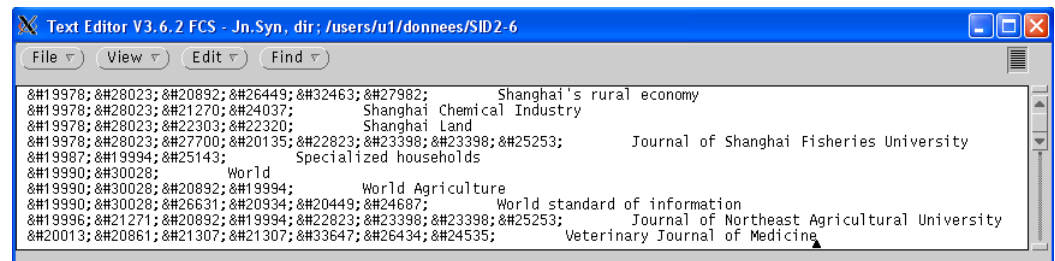 Text Editor V3.6.2 FCS - Jn.Syn, dir; /users/u1/donnees/SID2-6
File View Edit Find
&#19978;&#28023;&#20892;&#26449;&#32463;&#27982; Shanghai's rural economy
&#19978;&#28023;&#21270;&#24037; Shanghai Chemical Industry
&#19978;&#28023;&#22303;&#22320; Shanghai Land
&#19978;&#28023;&#27700;&#20135;&#22823;&#23398;&#23398;&#25253; Journal of Shanghai Fisheries University
&#19987;&#19994;&#25143; Specialized households
&#19990;&#30028; World
&#19990;&#30028;&#20892;&#19994; World Agriculture
&#19990;&#30028;&#26631;&#20934;&#20449;&#24687; World standard of information
&#19996;&#21271;&#20892;&#19994;&#22823;&#23398;&#23398;&#25253; Journal of Northeast Agricultural University
&#20013;&#20861;&#21307;&#21307;&#33647;&#26434;&#24535; Veterinary Journal of Medicine